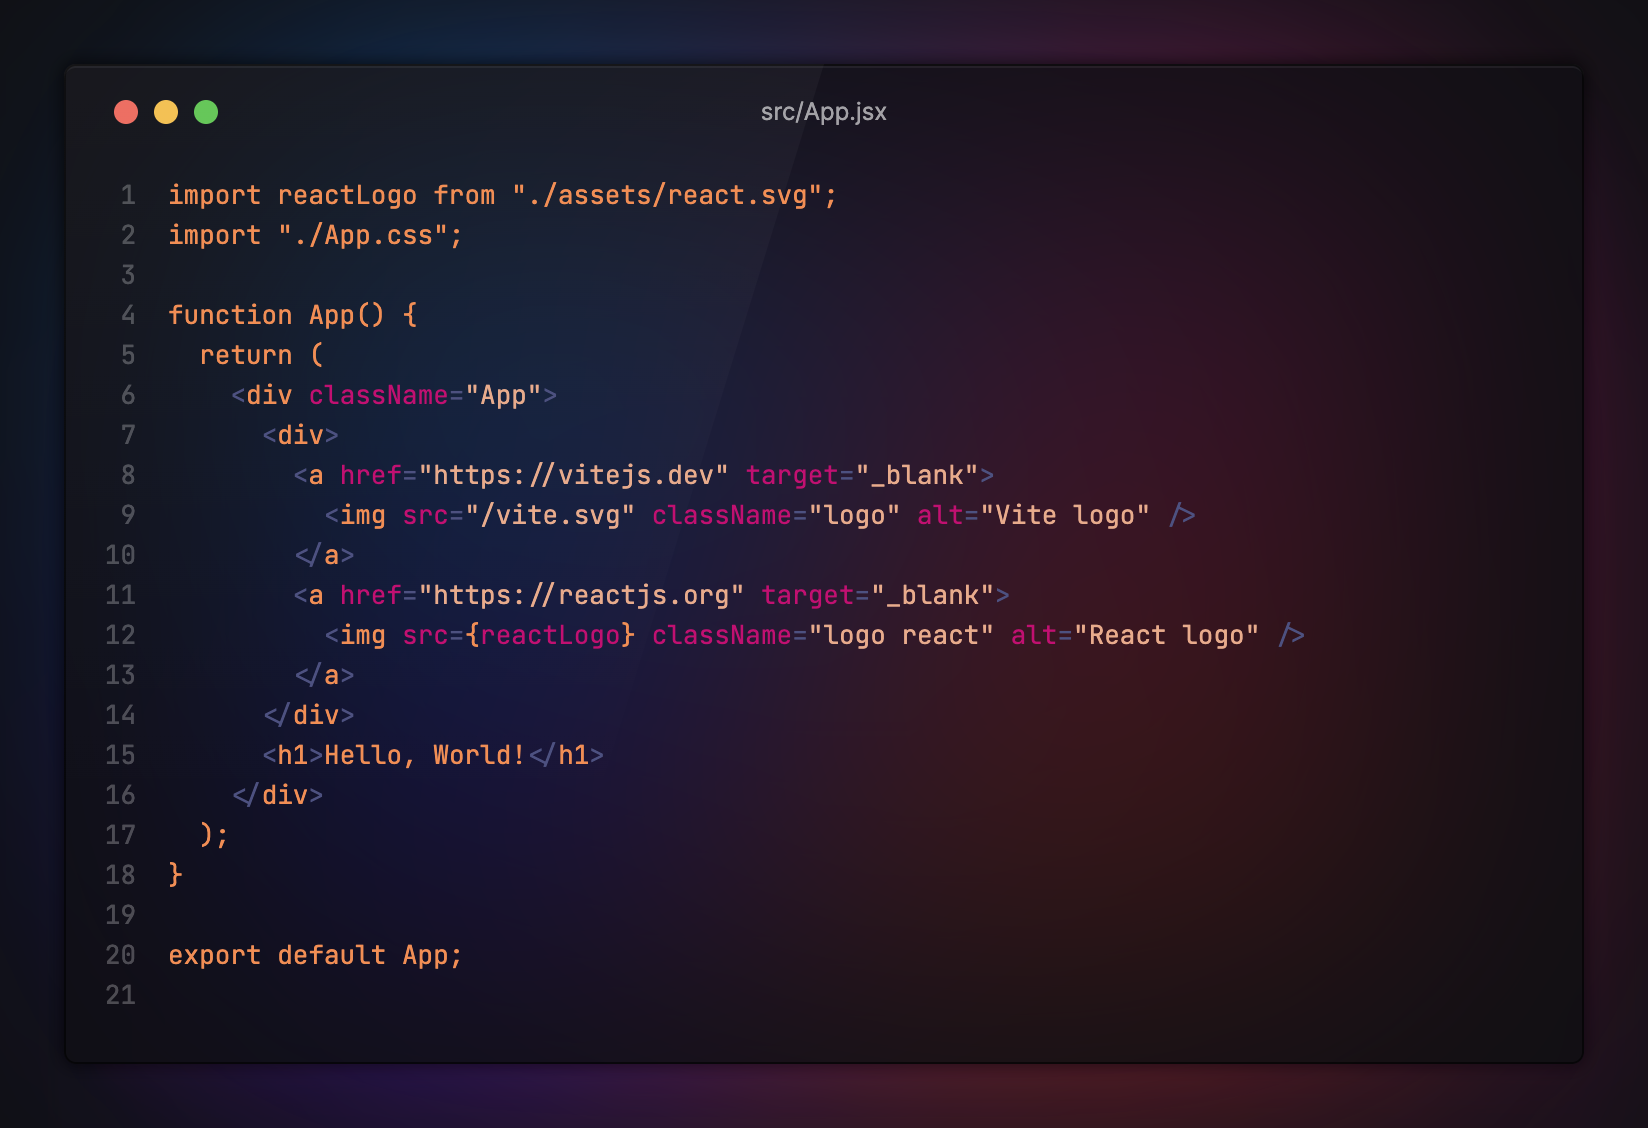 src/App.jsx
1 import reactLogo from "./assets/react.svg";
2 import "./App.css";
3
4 function App() {
5   return (
6     <div className="App">
7       <div>
8         <a href="https://vitejs.dev" target="_blank">
9           <img src="/vite.svg" className="logo" alt="Vite logo" />
10         </a>
11         <a href="https://reactjs.org" target="_blank">
12           <img src={reactLogo} className="logo react" alt="React logo" />
13         </a>
14       </div>
15       <h1>Hello, World!</h1>
16     </div>
17   );
18 }
19
20 export default App;
21